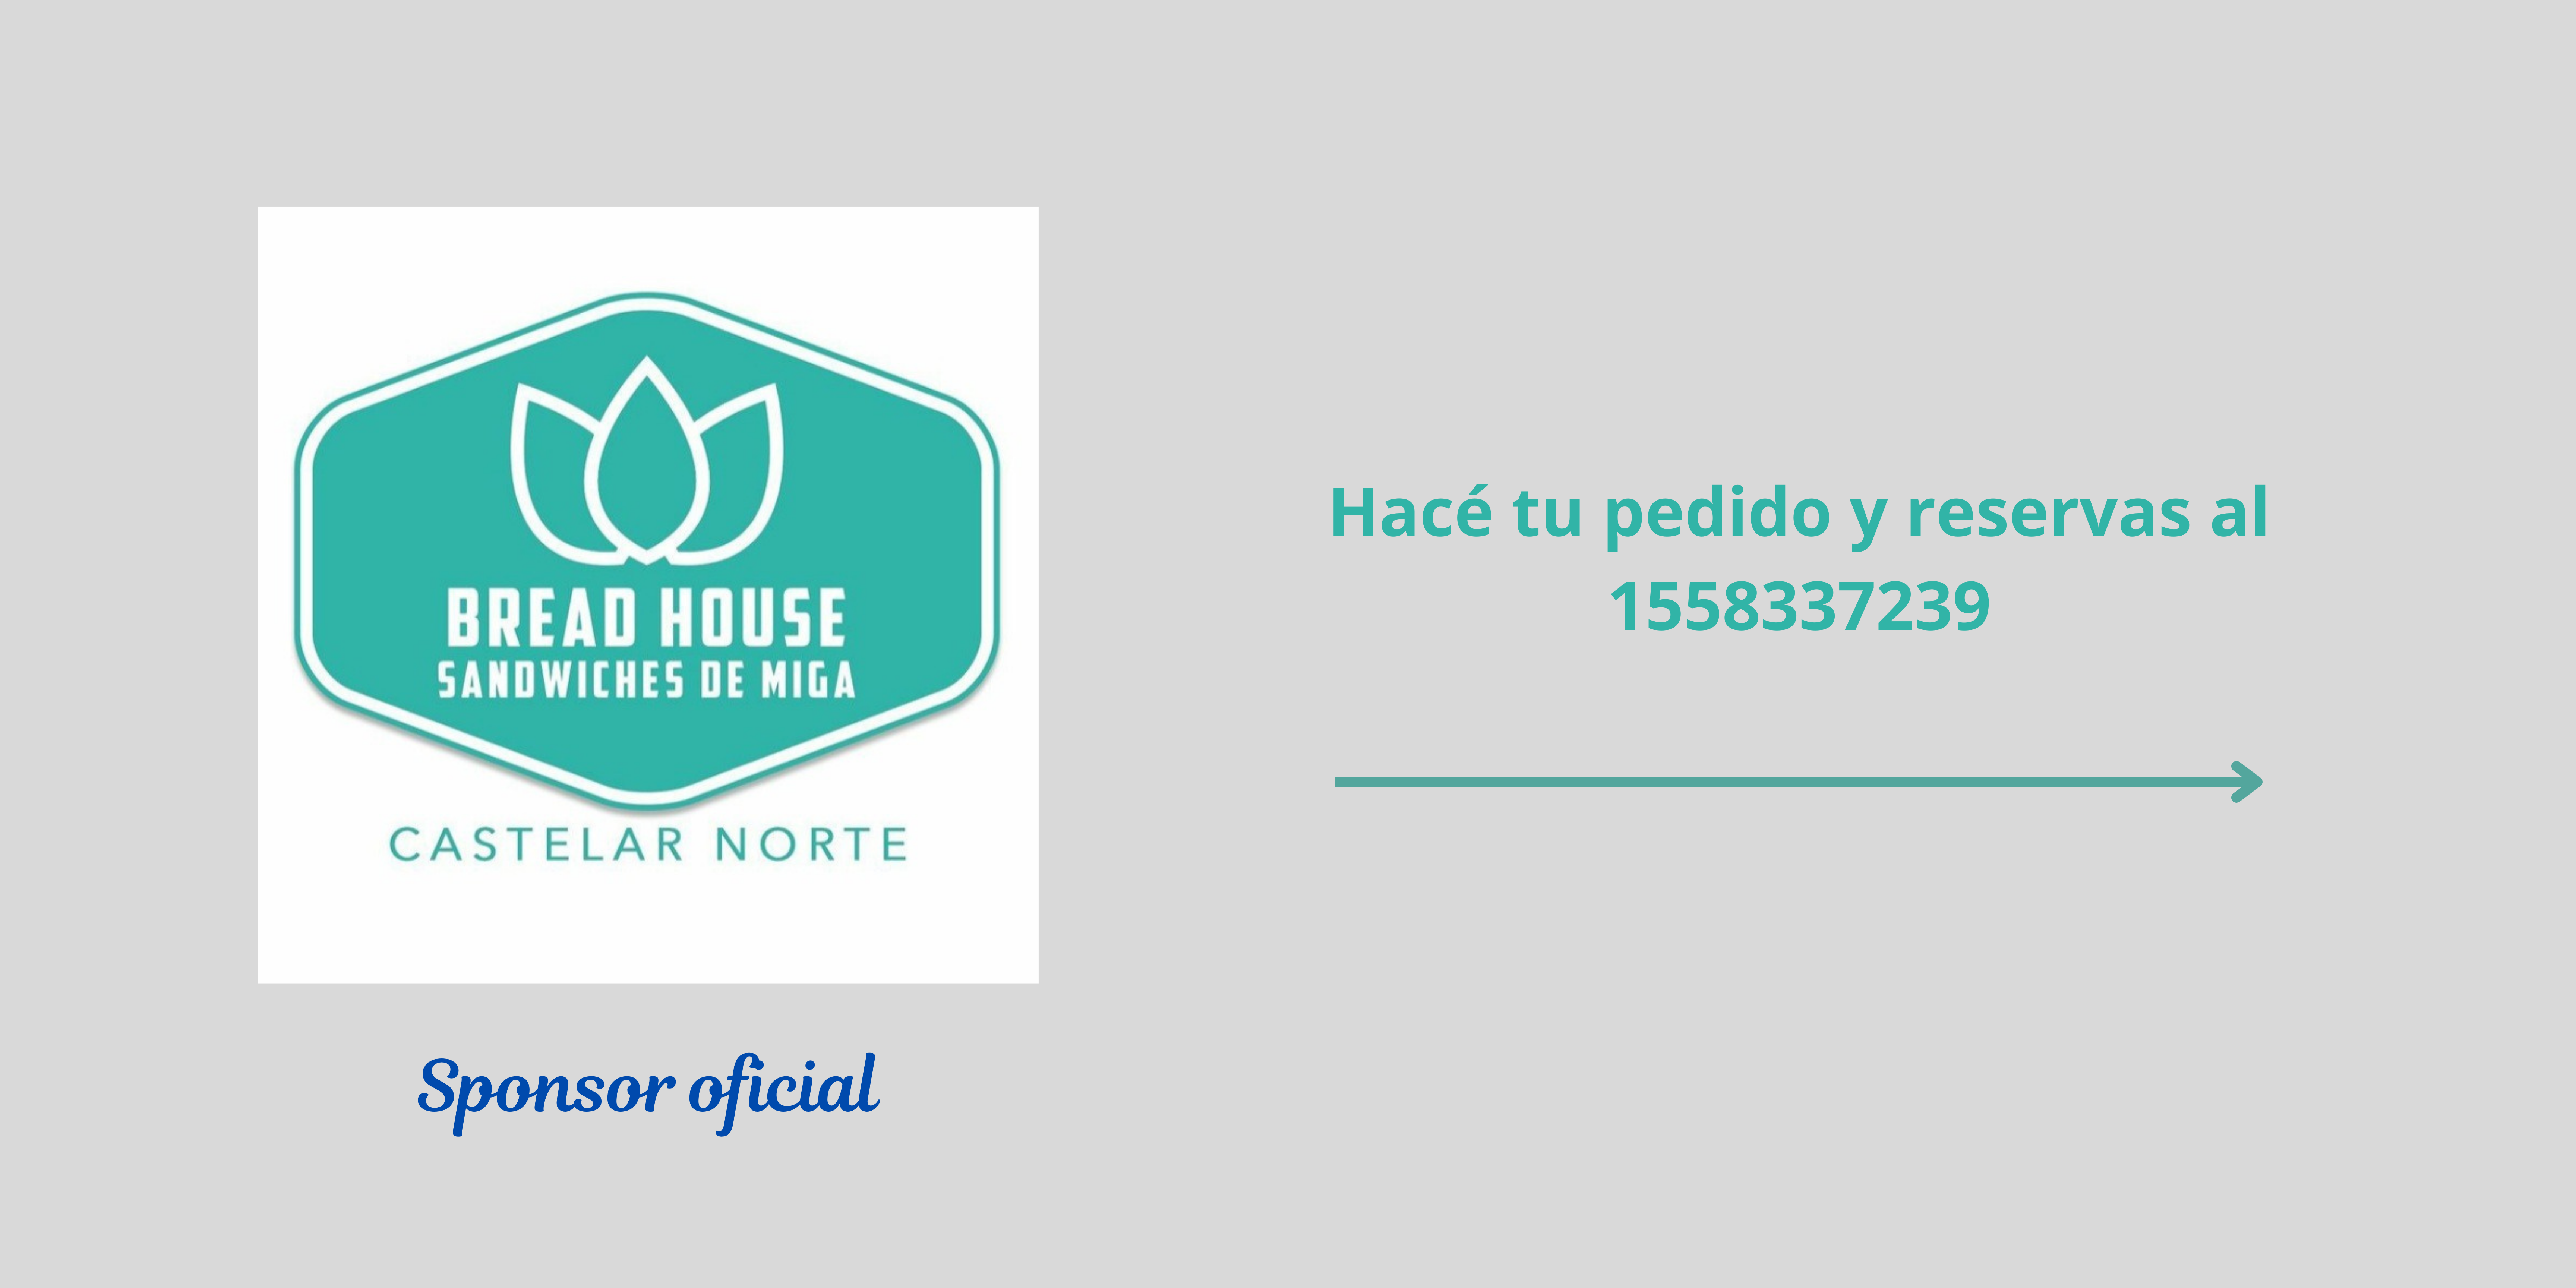 BREAD HOUSE
SANDWICHES DE MIGA
CASTELAR NORTE
Sponsor oficial
Hacé tu pedido y reservas al
1558337239